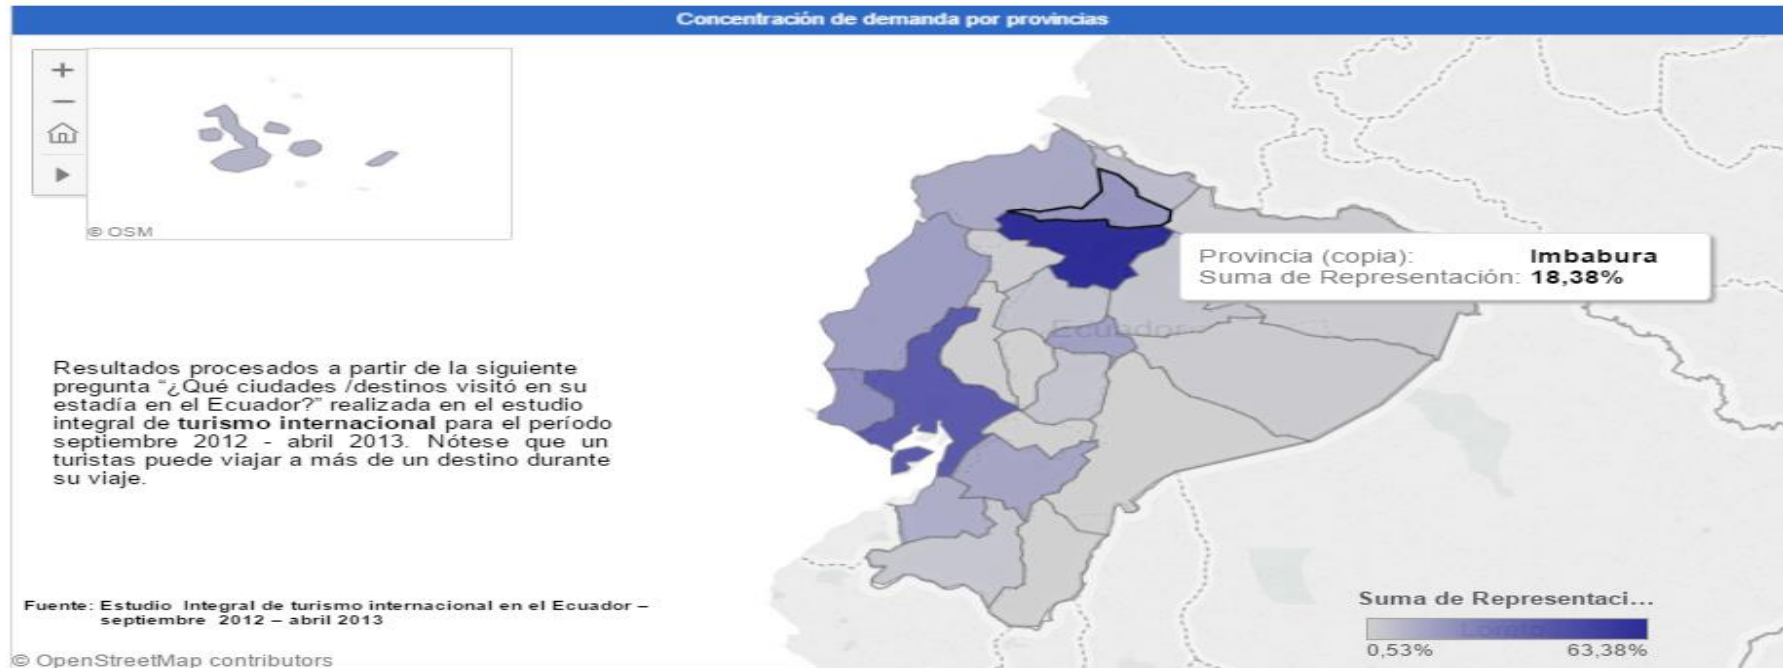 Concentración de demanda por provincias
+
−
© OSM
Provincia (copia): Imbabura
Suma de Representación: 18,38%
Ecuador
Resultados procesados a partir de la siguiente
pregunta “¿Qué ciudades /destinos visitó en su
estadía en el Ecuador?” realizada en el estudio
integral de turismo internacional para el período
septiembre 2012 - abril 2013. Nótese que un
turistas puede viajar a más de un destino durante
su viaje.
Fuente: Estudio Integral de turismo internacional en el Ecuador –
septiembre 2012 – abril 2013
Suma de Representaci...
Loreto
0,53% 63,38%
© OpenStreetMap contributors